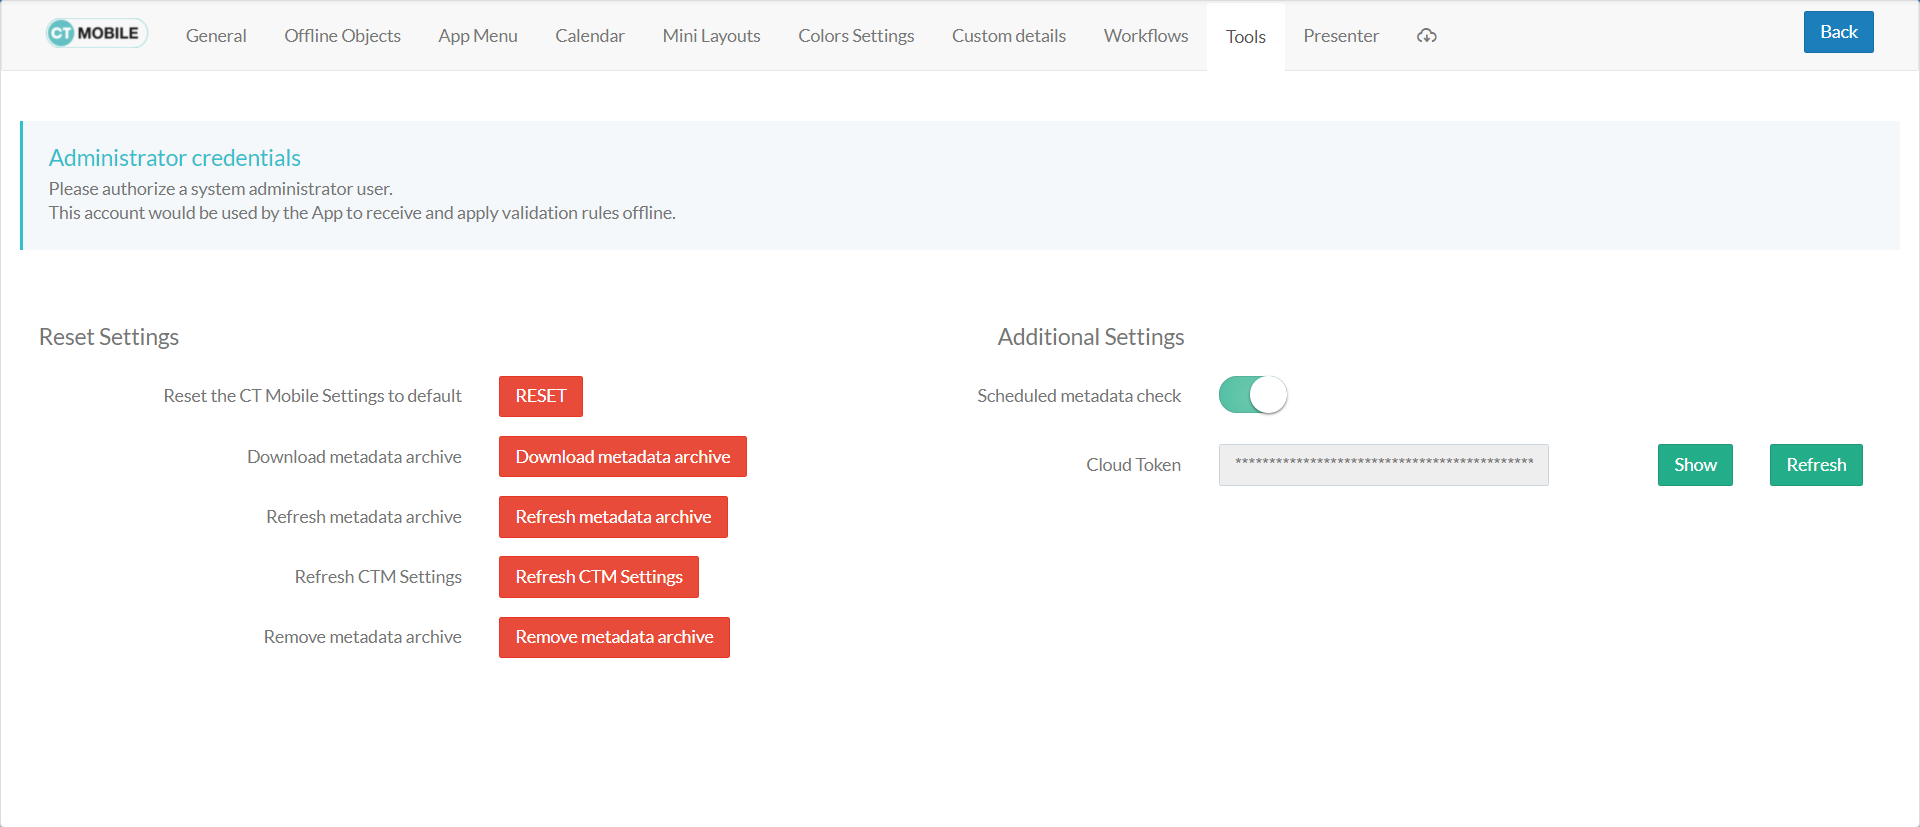 CT MOBILE General Offline Objects App Menu Calendar Mini Layouts Colors Settings Custom details Workflows Tools Presenter Back
Administrator credentials
Please authorize a system administrator user.
This account would be used by the App to receive and apply validation rules offline.
Reset Settings
Reset the CT Mobile Settings to default RESET
Download metadata archive Download metadata archive
Refresh metadata archive Refresh metadata archive
Refresh CTM Settings Refresh CTM Settings
Remove metadata archive Remove metadata archive
Additional Settings
Scheduled metadata check
Cloud Token ******************************************** Show Refresh